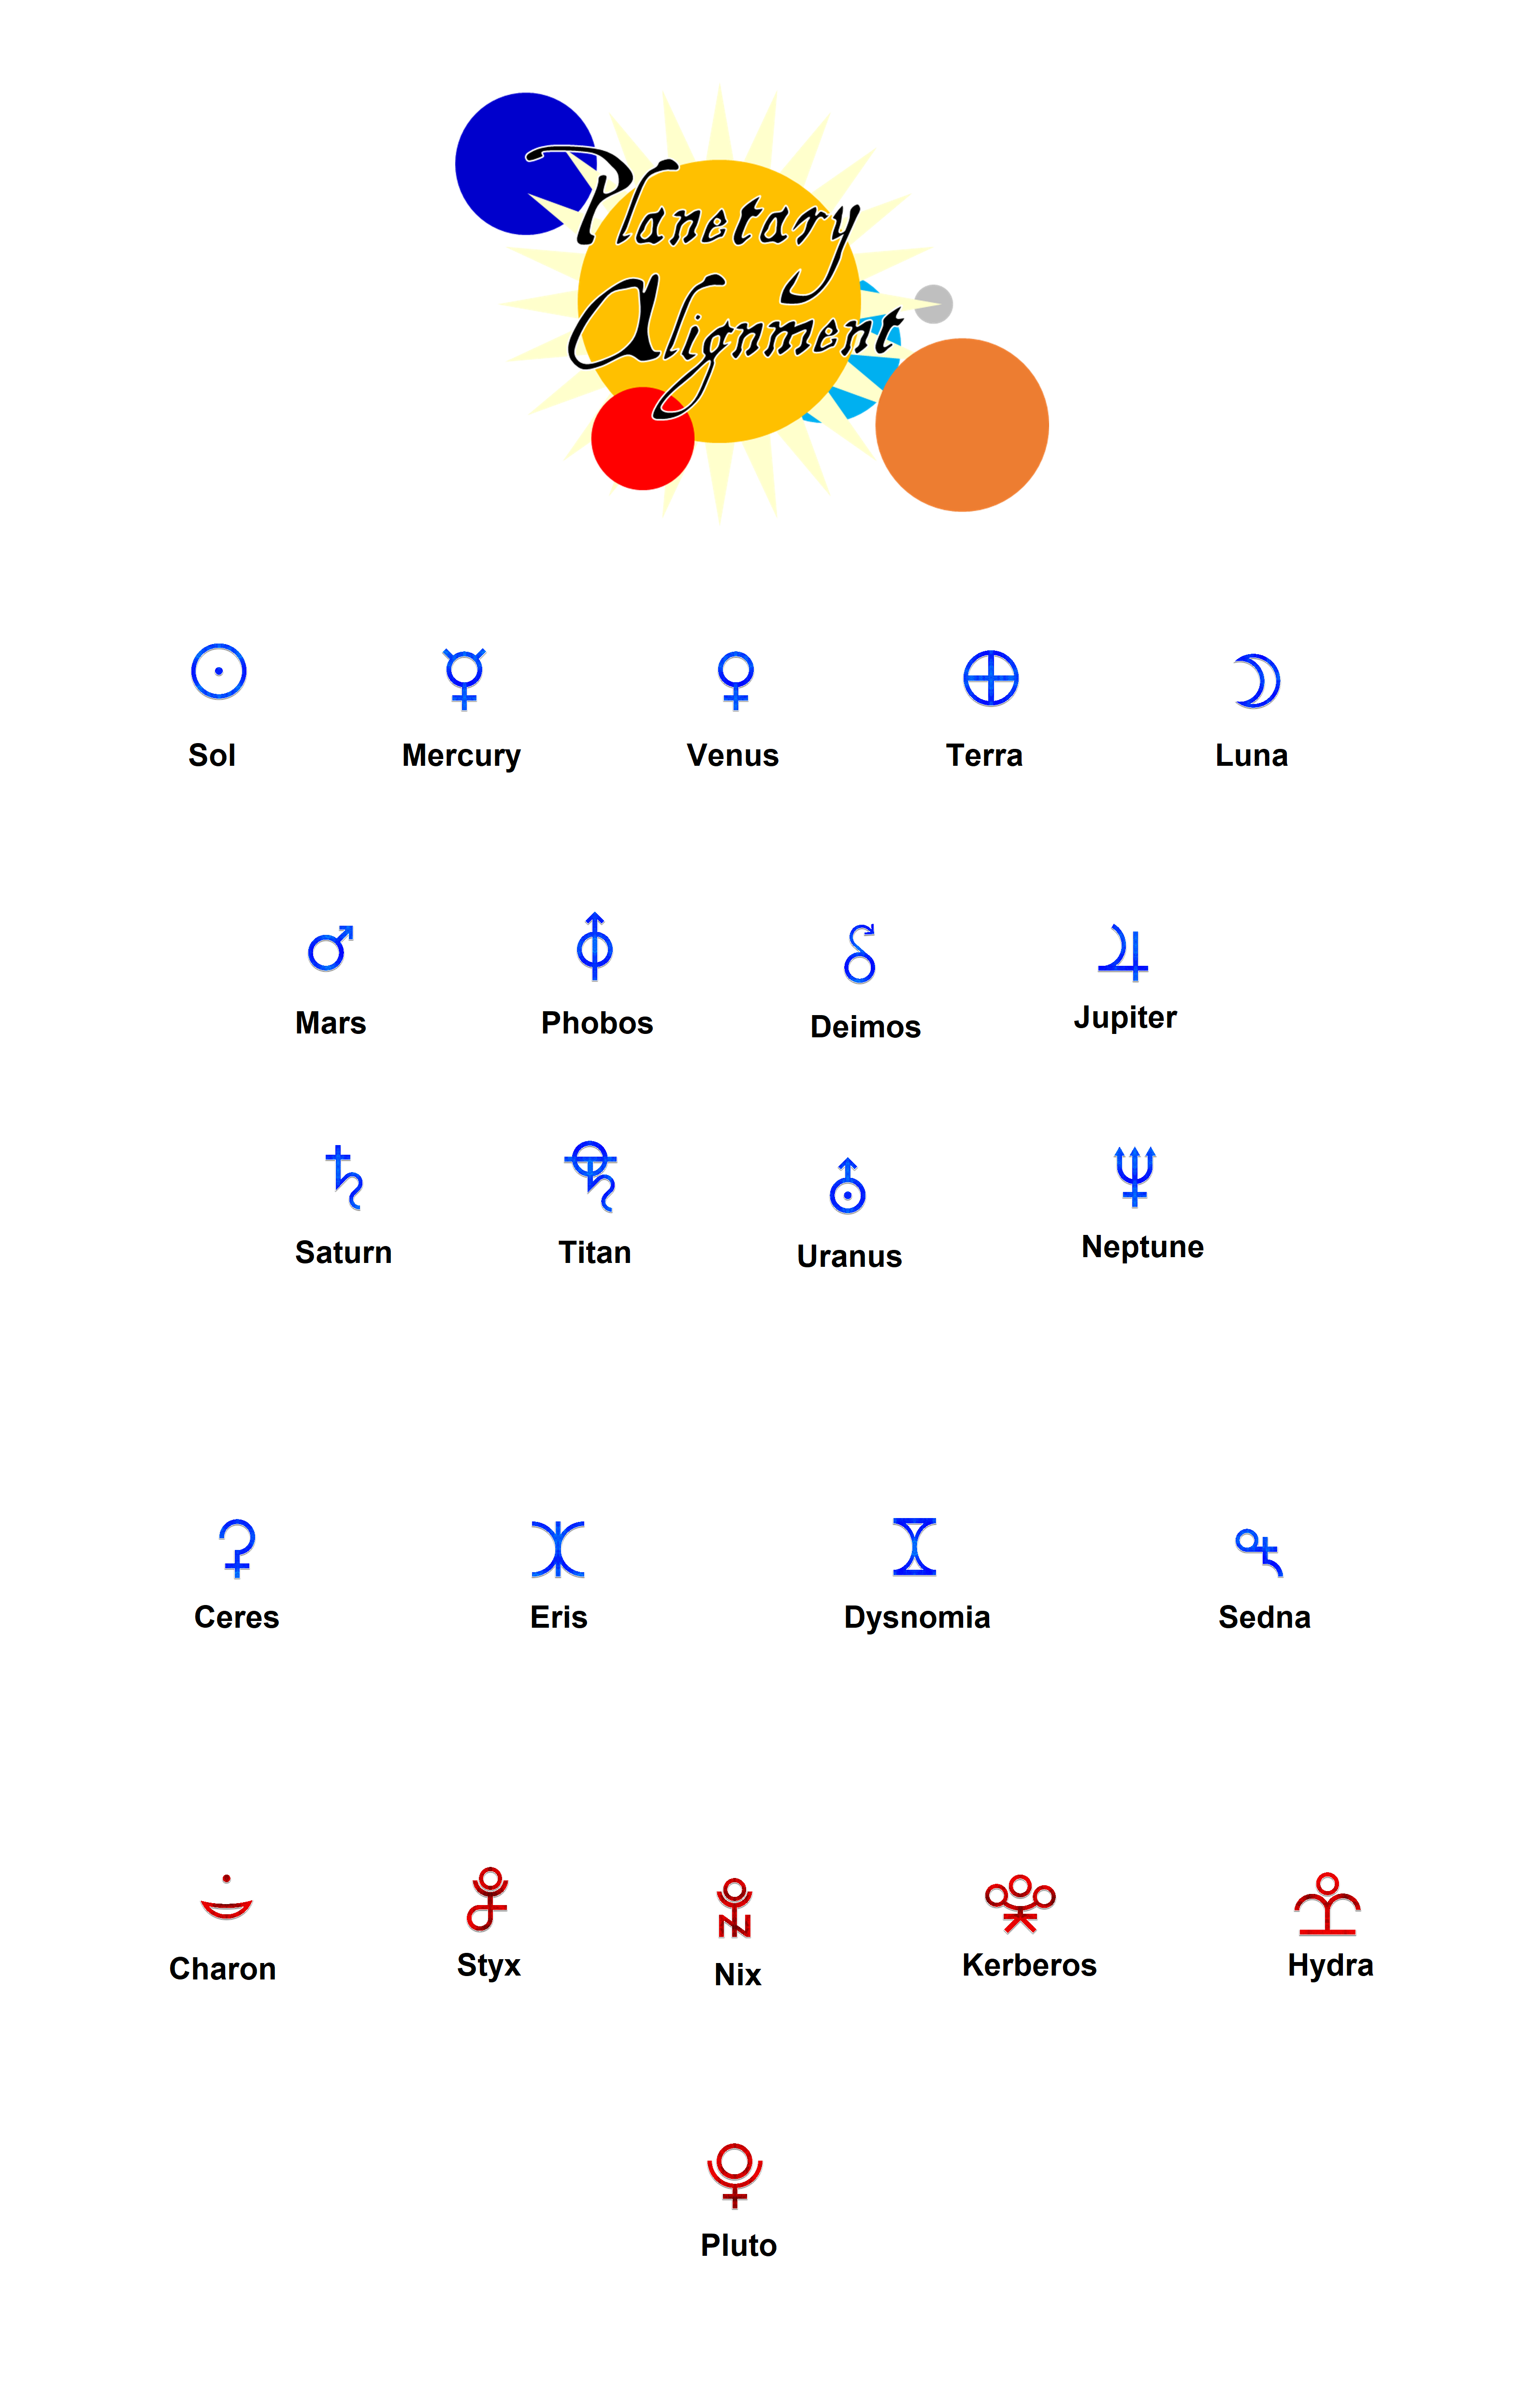 Planetary
Alignment
Sol Mercury Venus Terra Luna
Mars Phobos Deimos Jupiter
Saturn Titan Uranus Neptune
Ceres Eris Dysnomia Sedna
Charon Styx Nix Kerberos Hydra
Pluto